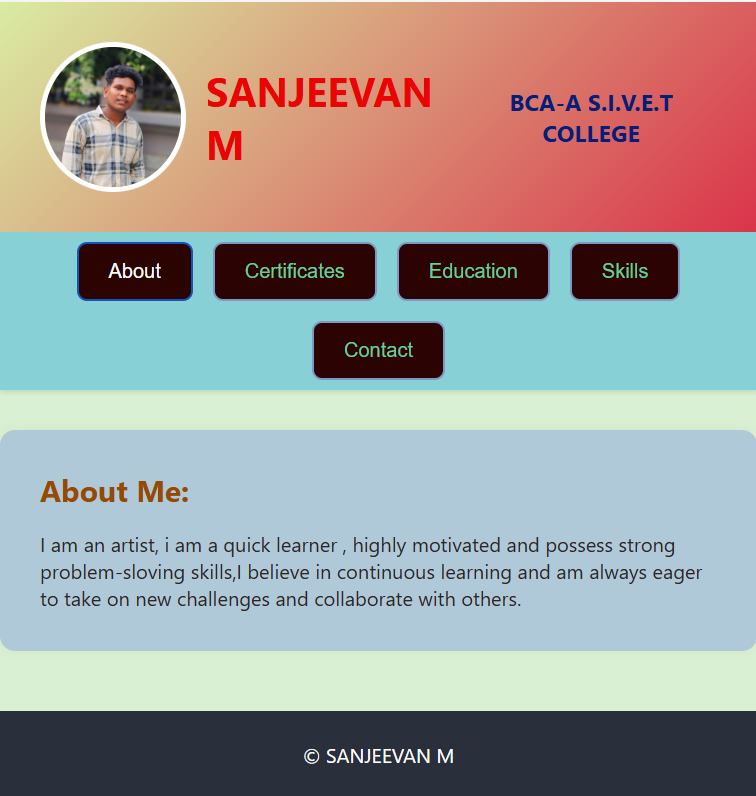 SANJEEVAN
M
BCA-A S.I.V.E.T
COLLEGE
About
Certificates
Education
Skills
Contact
About Me:
I am an artist, i am a quick learner , highly motivated and possess strong
problem-sloving skills,I believe in continuous learning and am always eager
to take on new challenges and collaborate with others.
© SANJEEVAN M